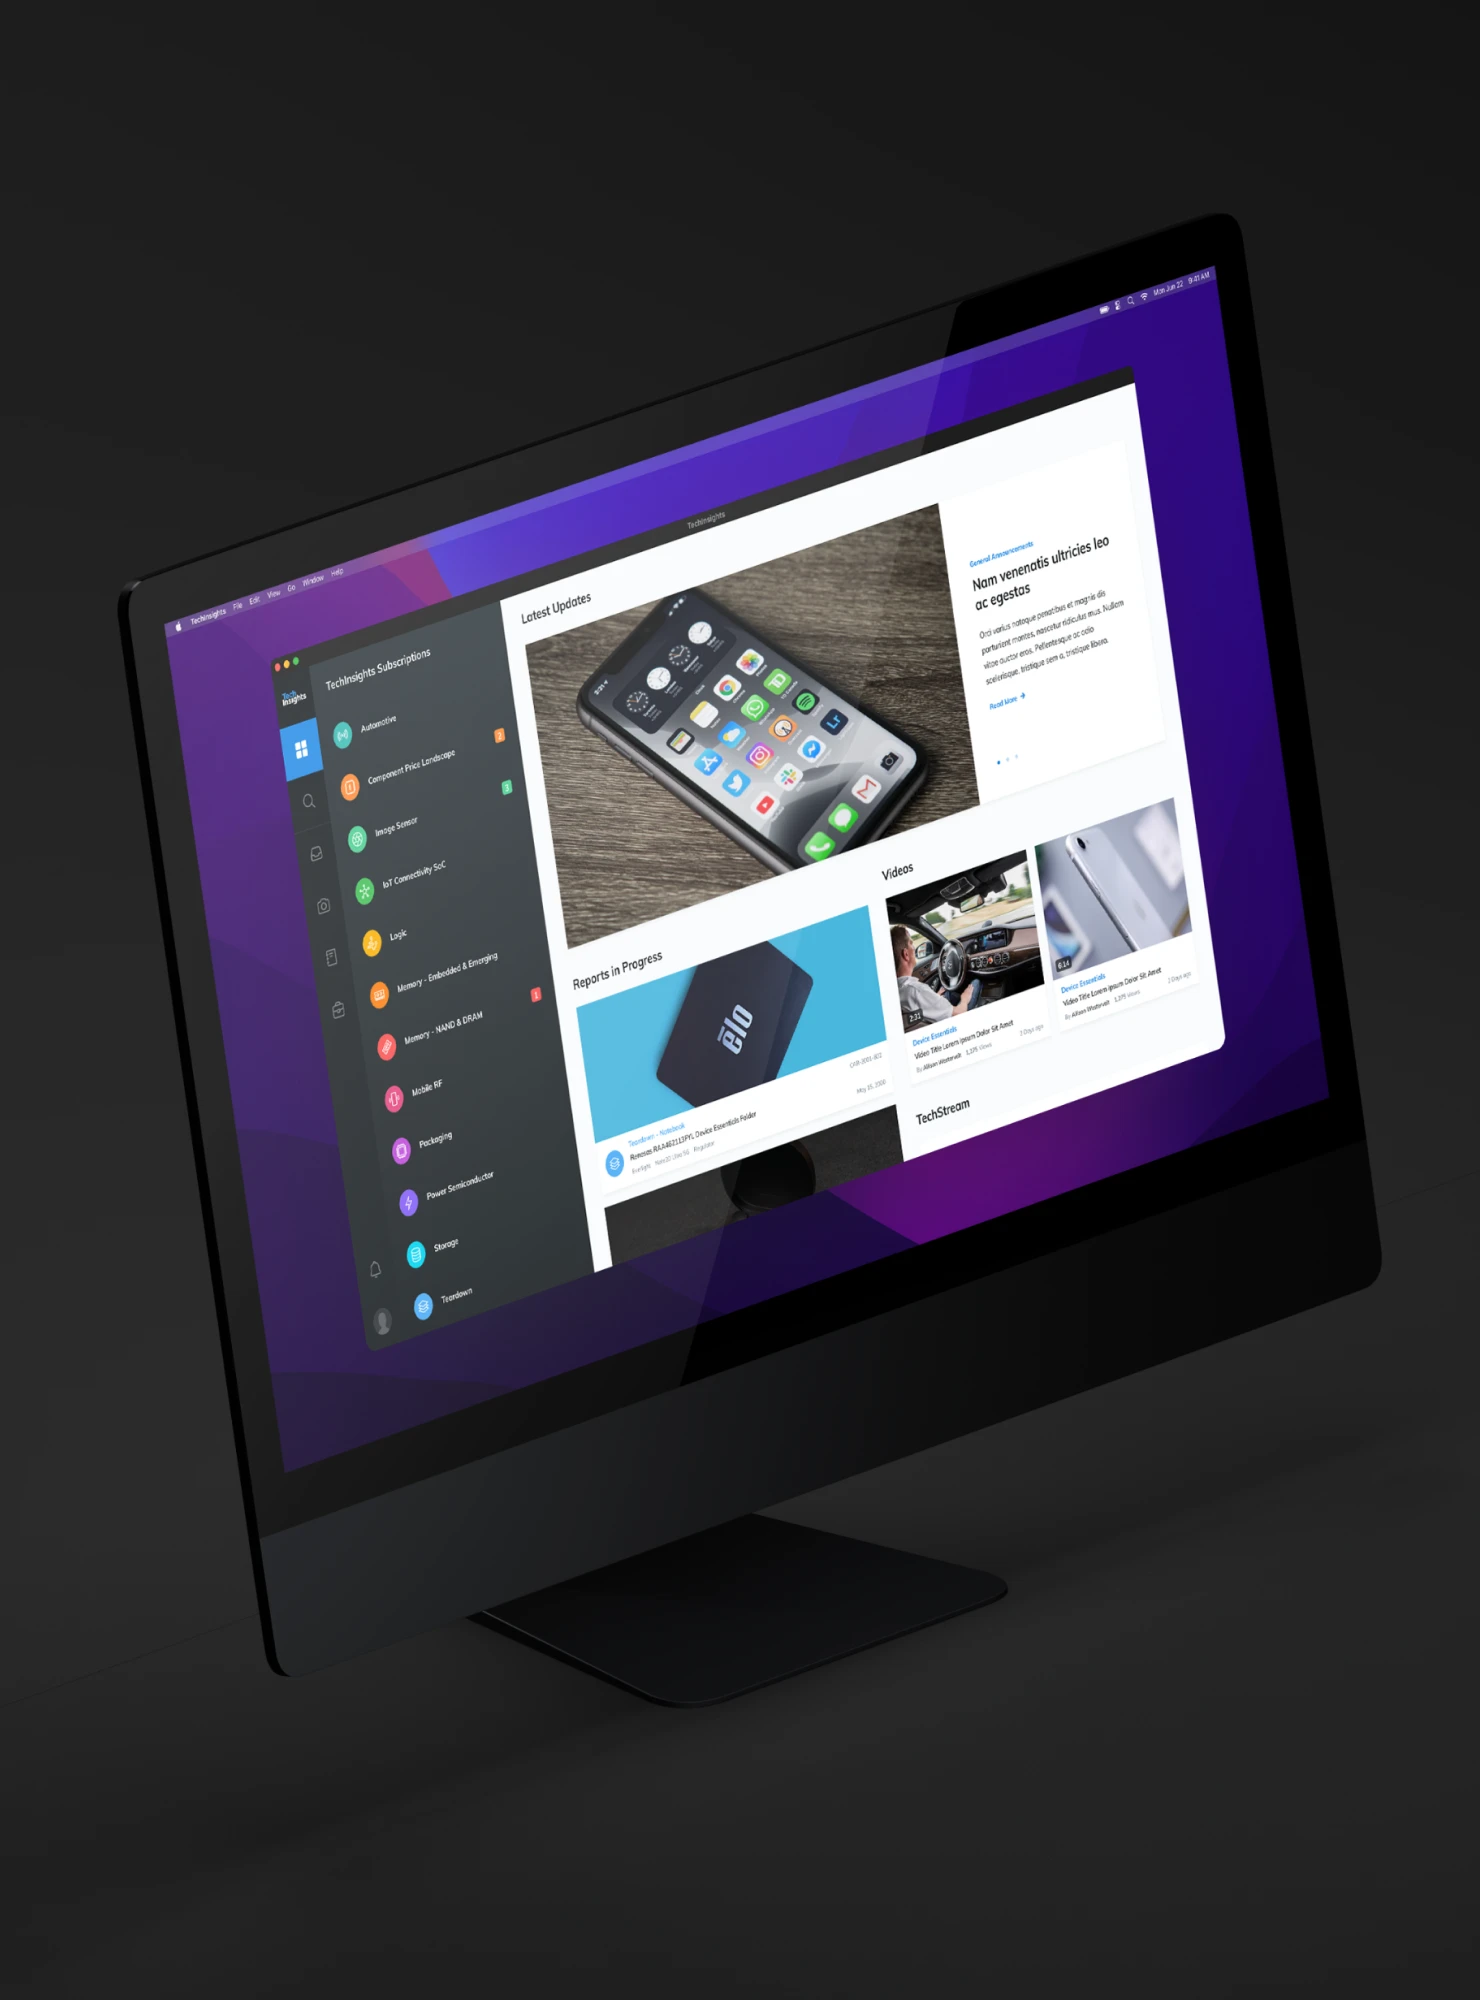 TechInsights File Edit View Go Window Help
Mon Jun 22 9:41 AM
TechInsights
Tech
Insights
TechInsights Subscriptions
Automotive
Component Price Landscape
2
Image Sensor
3
IoT Connectivity SoC
Logic
Memory - Embedded & Emerging
Memory - NAND & DRAM
1
Mobile RF
Packaging
Power Semiconductor
Storage
Teardown
Latest Updates
3:21
Lr
General Announcements
Nam venenatis ultricies leo
ac egestas
Orci varius natoque penatibus et magnis dis
parturient montes, nascetur ridiculus mus. Nullam
vitae auctor eros. Pellentesque ac odio
scelerisque, tristique sem a, tristique libero.
Read More
Reports in Progress
elo
Teardown - Notebook
Renesas RAA462113FYL Device Essentials Folder
Regulator
May 15, 2020
Videos
2:31
Device Essentials
Video Title Lorem Ipsum Dolor Sit Amet
By Allison Westervelt 1,375 Views 2 Days ago
6:14
Device Essentials
Video Title Lorem Ipsum Dolor Sit Amet
By Allison Westervelt 1,375 Views 2 Days ago
TechStream